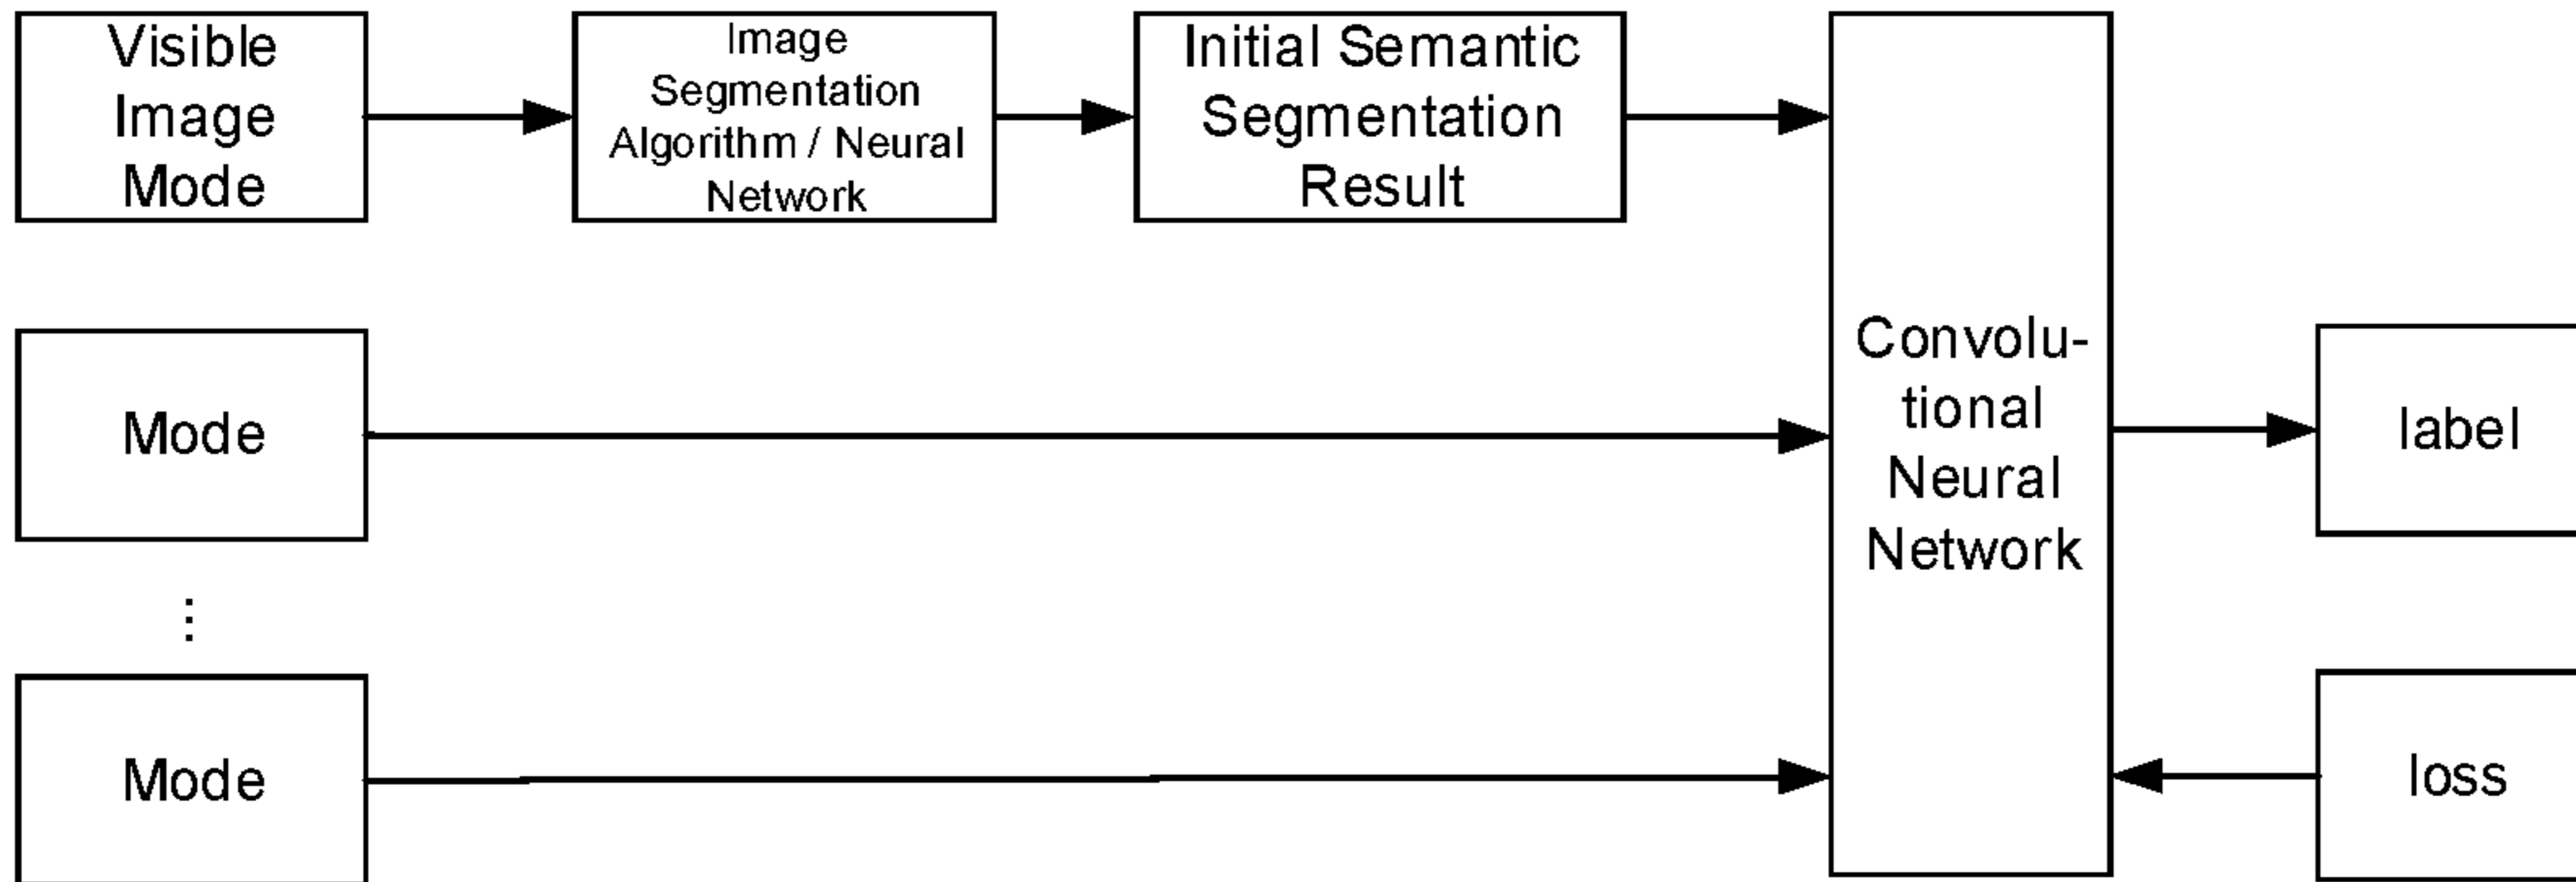 Visible
Image
Mode
Image
Segmentation
Algorithm / Neural
Network
Initial Semantic
Segmentation
Result
Convolu-
tional
Neural
Network
Mode
label
⋮
Mode
loss